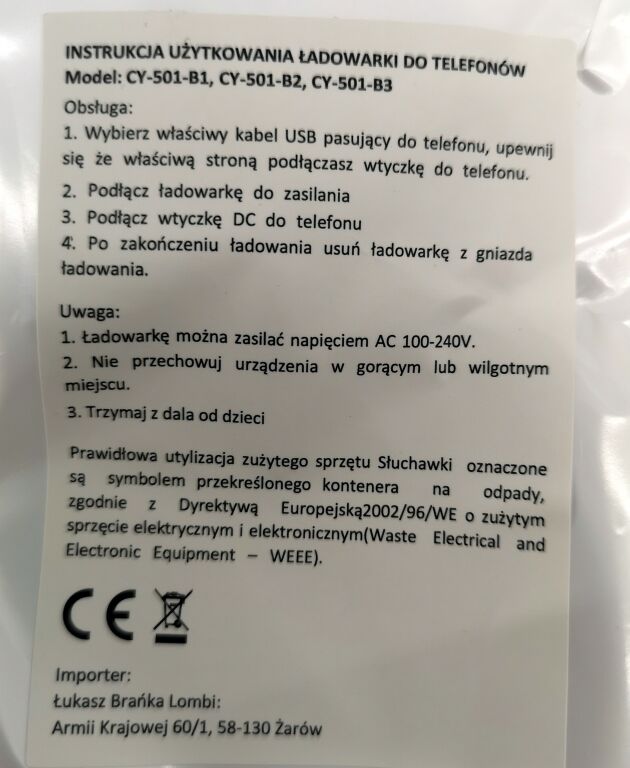 INSTRUKCJA UŻYTKOWANIA ŁADOWARKI DO TELEFONÓW
Model: CY-501-B1, CY-501-B2, CY-501-B3
Obsługa:
1. Wybierz właściwy kabel USB pasujący do telefonu, upewnij
się że właściwą stroną podłączasz wtyczkę do telefonu.
2. Podłącz ładowarkę do zasilania
3. Podłącz wtyczkę DC do telefonu
4. Po zakończeniu ładowania usuń ładowarkę z gniazda
ładowania.
Uwaga:
1. Ładowarkę można zasilać napięciem AC 100-240V.
2. Nie przechowuj urządzenia w gorącym lub wilgotnym
miejscu.
3. Trzymaj z dala od dzieci
Prawidłowa utylizacja zużytego sprzętu Słuchawki oznaczone
są symbolem przekreślonego kontenera na odpady,
zgodnie z Dyrektywą Europejską2002/96/WE o zużytym
sprzęcie elektrycznym i elektronicznym(Waste Electrical and
Electronic Equipment – WEEE).
CE
Importer:
Łukasz Brańka Lombi:
Armii Krajowej 60/1, 58-130 Żarów